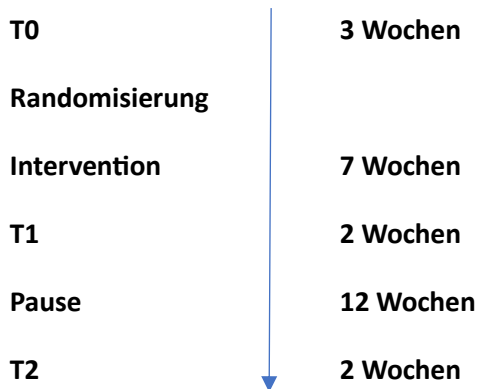 T0 3 Wochen
Randomisierung
Intervention 7 Wochen
T1 2 Wochen
Pause 12 Wochen
T2 2 Wochen